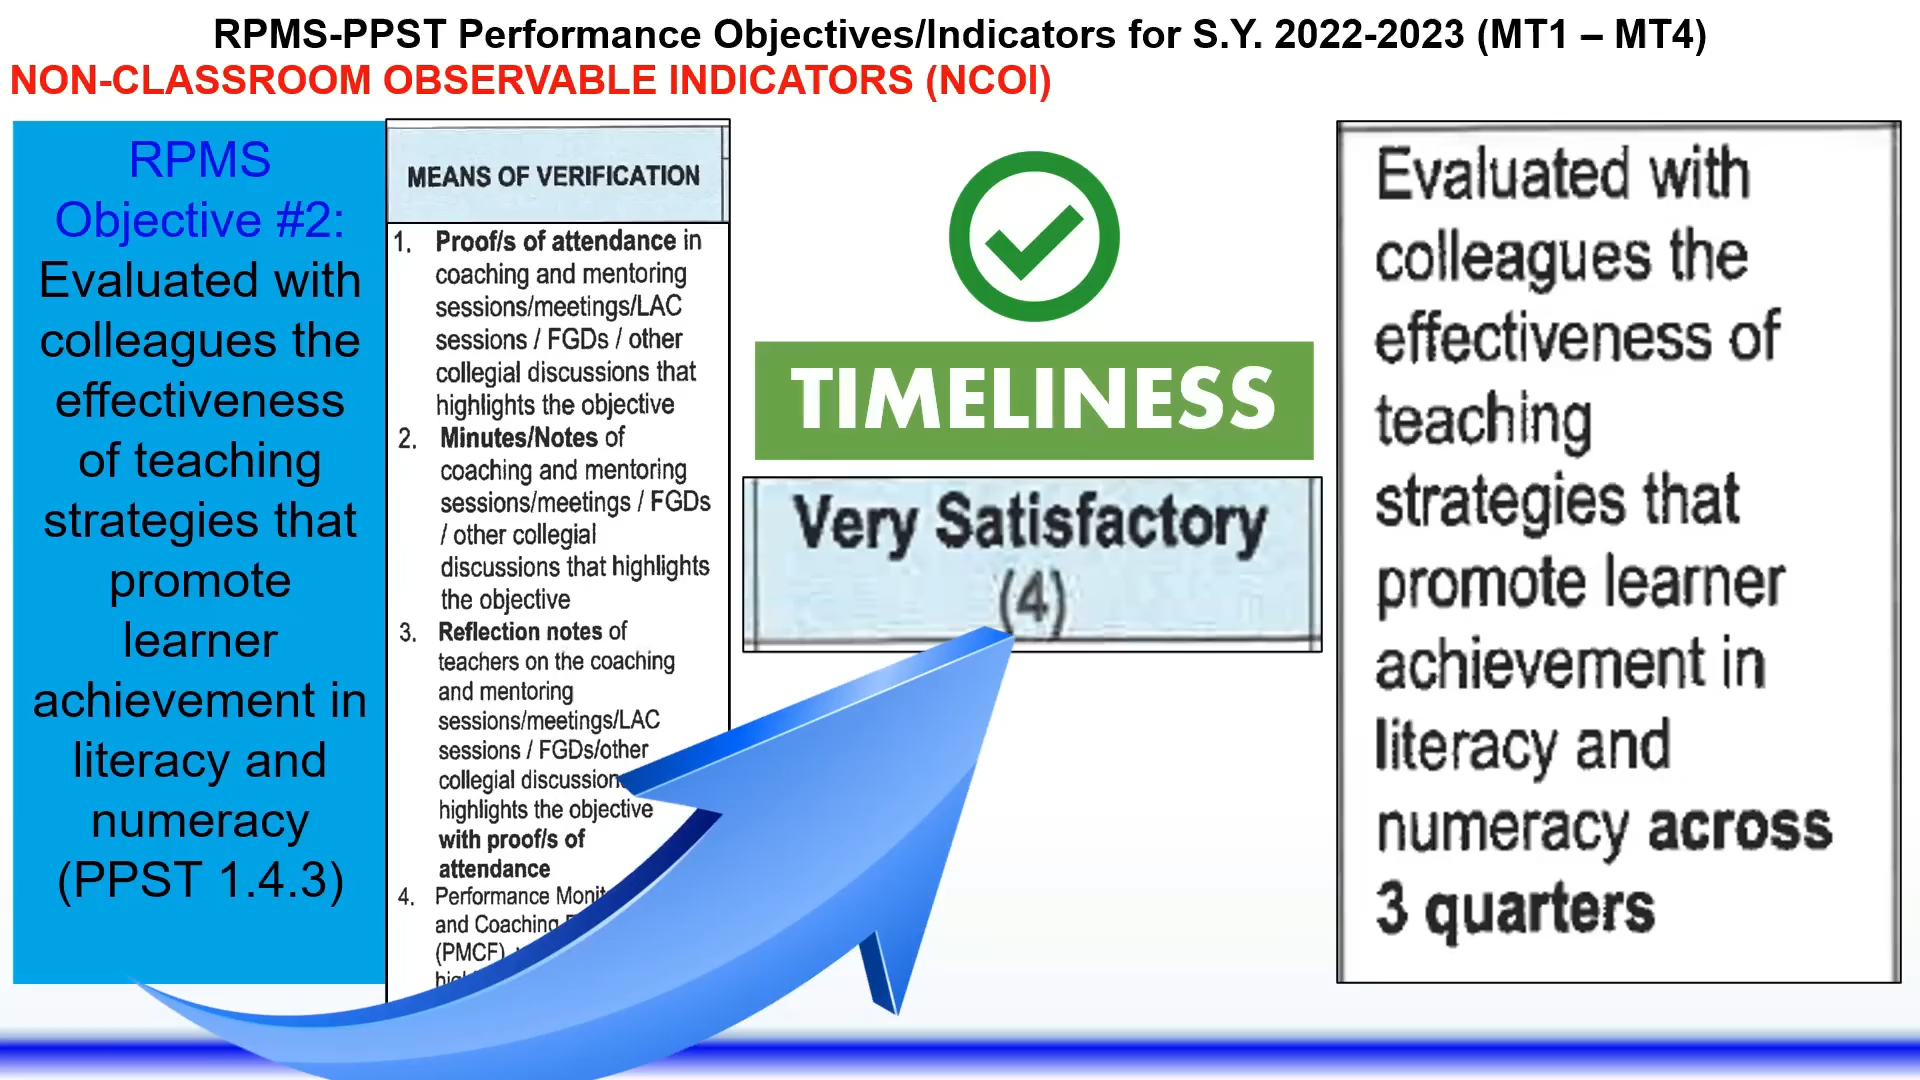 RPMS-PPST Performance Objectives/Indicators for S.Y. 2022-2023 (MT1 – MT4)
NON-CLASSROOM OBSERVABLE INDICATORS (NCOI)
RPMS
Objective #2:
Evaluated with
colleagues the
effectiveness
of teaching
strategies that
promote
learner
achievement in
literacy and
numeracy
(PPST 1.4.3)
MEANS OF VERIFICATION
1. Proof/s of attendance in
coaching and mentoring
sessions/meetings/LAC
sessions / FGDs / other
collegial discussions that
highlights the objective
2. Minutes/Notes of
coaching and mentoring
sessions/meetings / FGDs
/ other collegial
discussions that highlights
the objective
3. Reflection notes of
teachers on the coaching
and mentoring
sessions/meetings/LAC
sessions / FGDs/other
collegial discussion
highlights the objective
with proof/s of
attendance
4. Performance
and Coaching
(PMCF)
TIMELINESS
Very Satisfactory
(4)
Evaluated with
colleagues the
effectiveness of
teaching
strategies that
promote learner
achievement in
literacy and
numeracy across
3 quarters